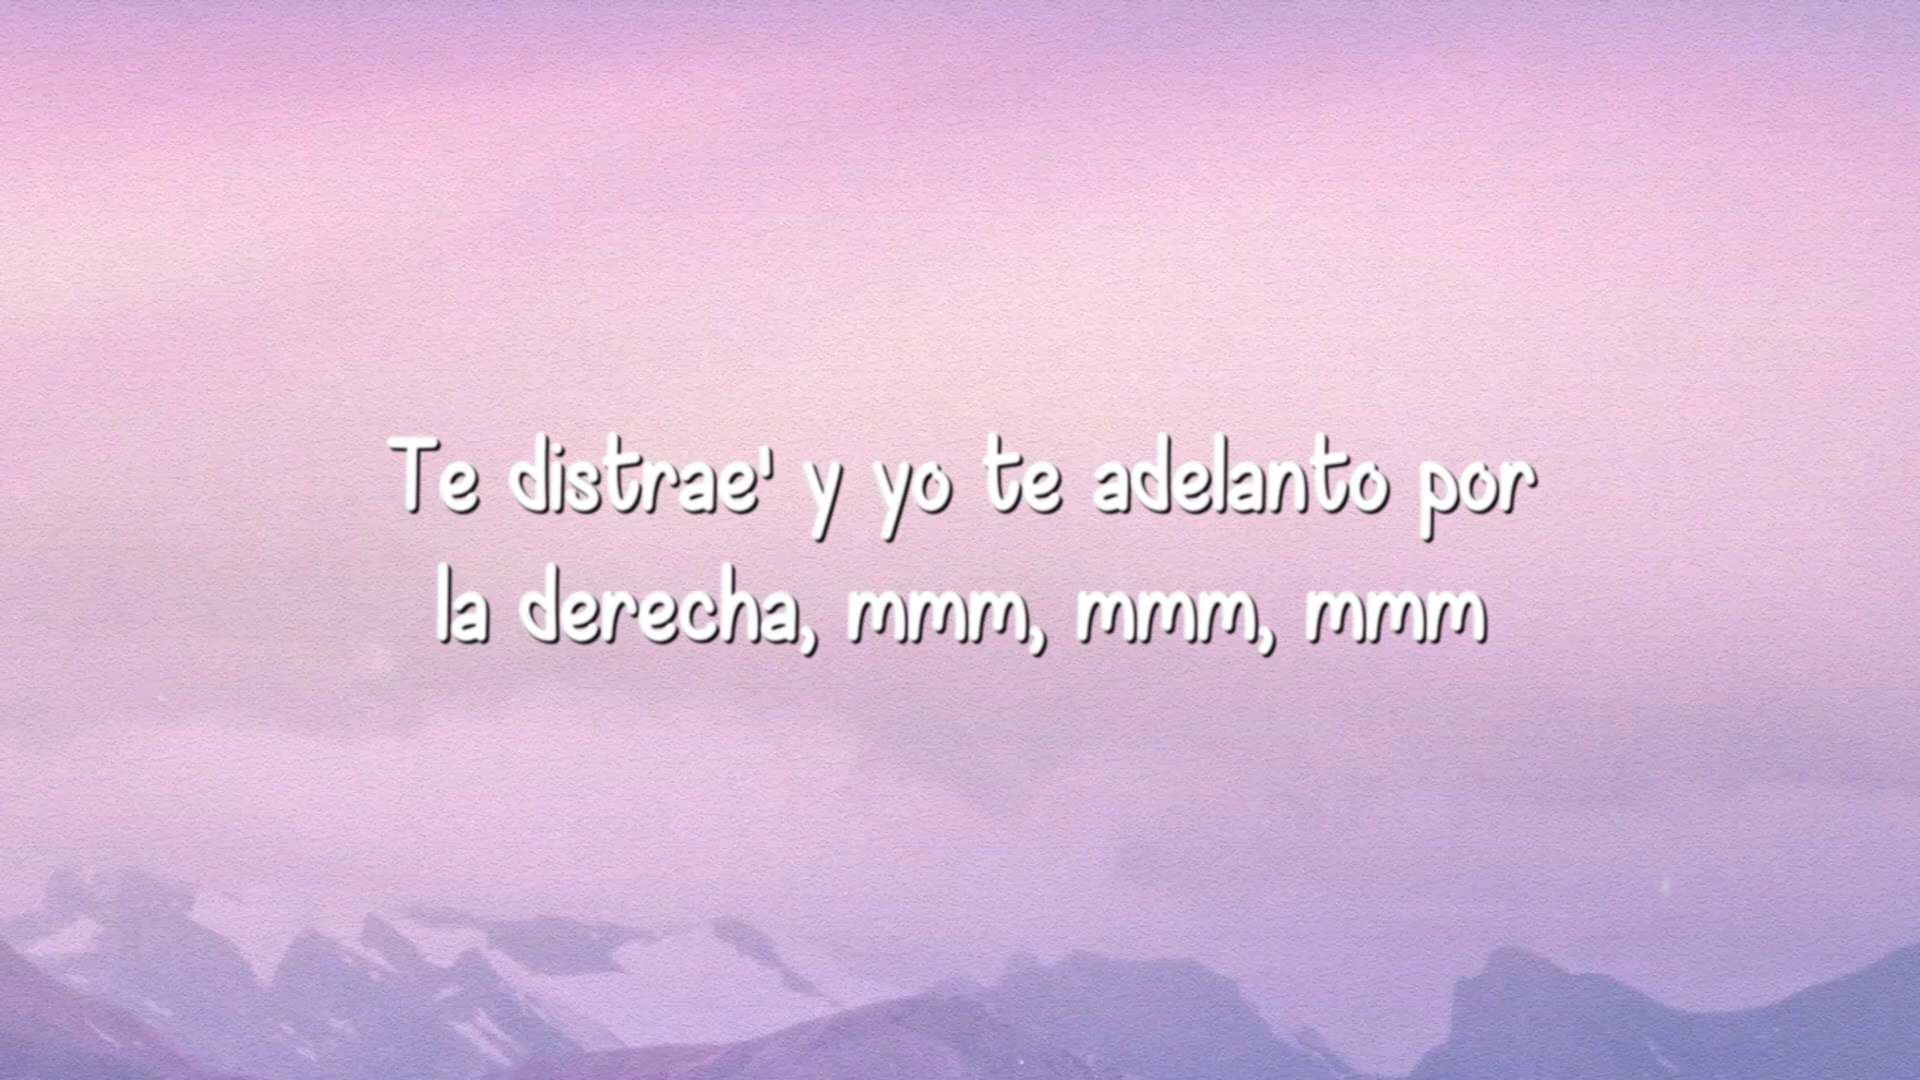 Te distrae' y yo te adelanto por
la derecha, mmm, mmm, mmm